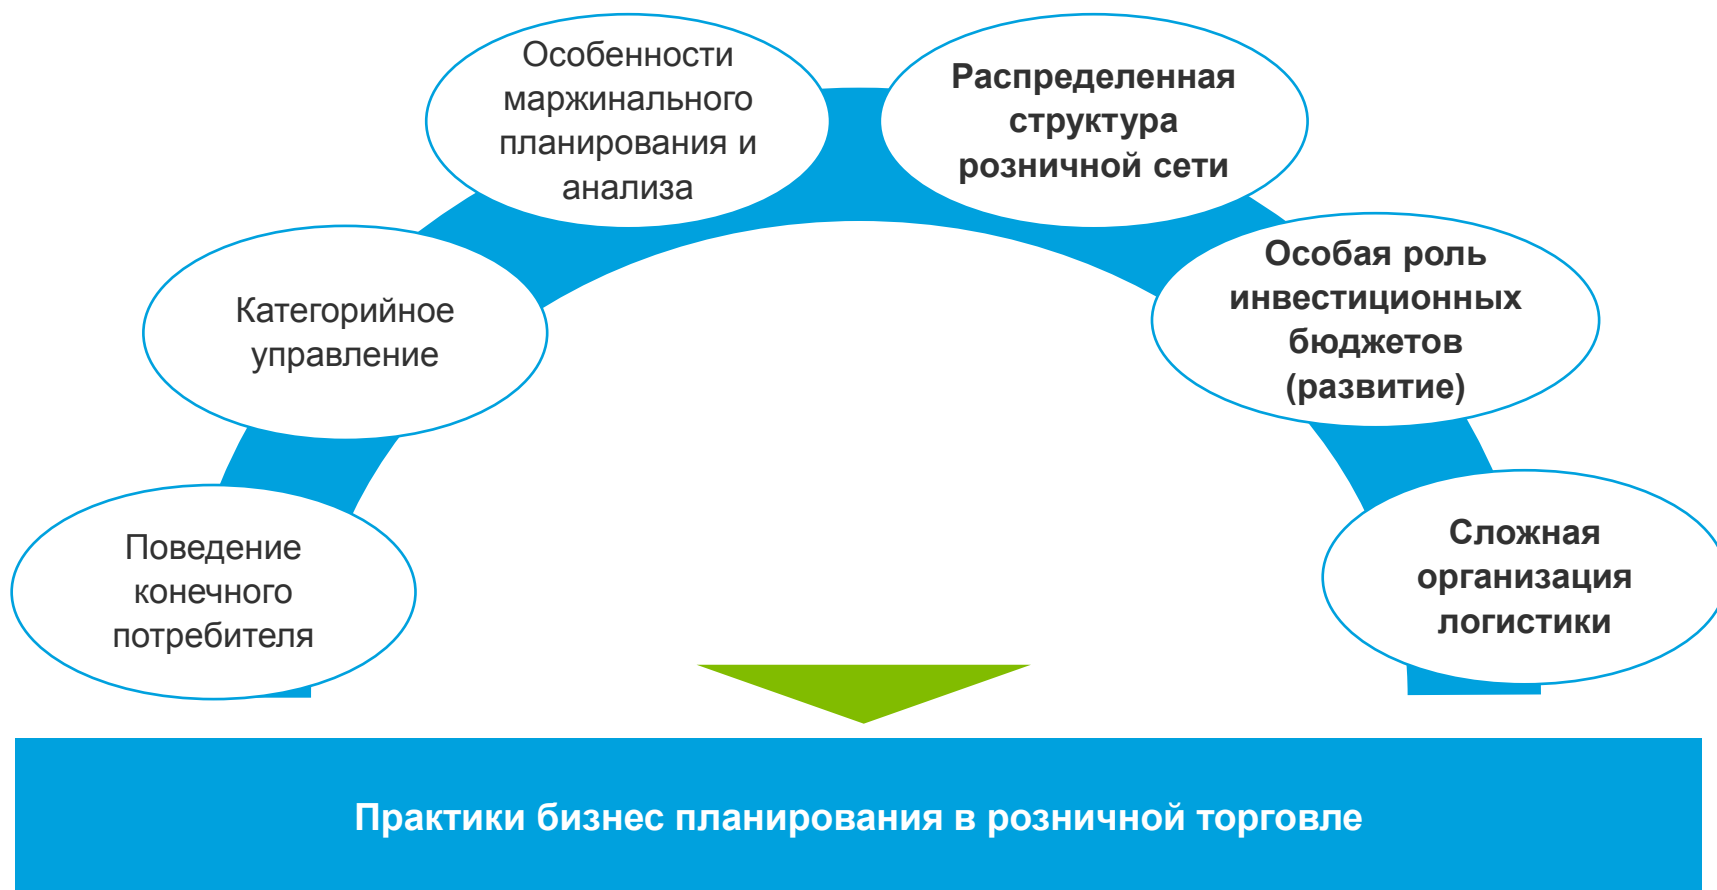 Особенности
маржинального
планирования и
анализа
Распределенная
структура
розничной сети
Категорийное
управление
Особая роль
инвестиционных
бюджетов
(развитие)
Поведение
конечного
потребителя
Сложная
организация
логистики
Практики бизнес планирования в розничной торговле